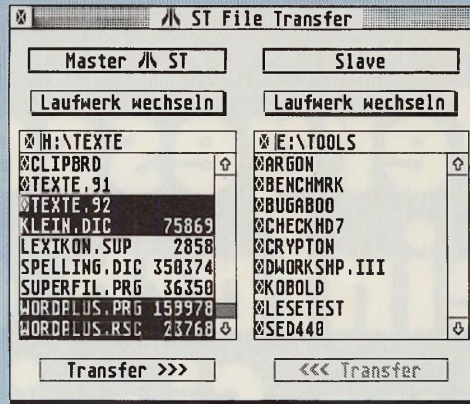 ST File Transfer
Master ST
Slave
Laufwerk wechseln
Laufwerk wechseln
H:\TEXTE
CLIPBRD
TEXTE.91
TEXTE.92
KLEIN.DIC 75869
LEXIKON.SUP 2858
SPELLING.DIC 350374
SUPERFIL.PRG 36350
WORDPLUS.PRG 159978
WORDPLUS.RSC 23768
E:\TOOLS
ARGON
BENCHMRK
BUGABOO
CHECKHD7
CRYPTON
DWORKSHP.III
KOBOLD
LESETEST
SED448
Transfer >>>
<<< Transfer